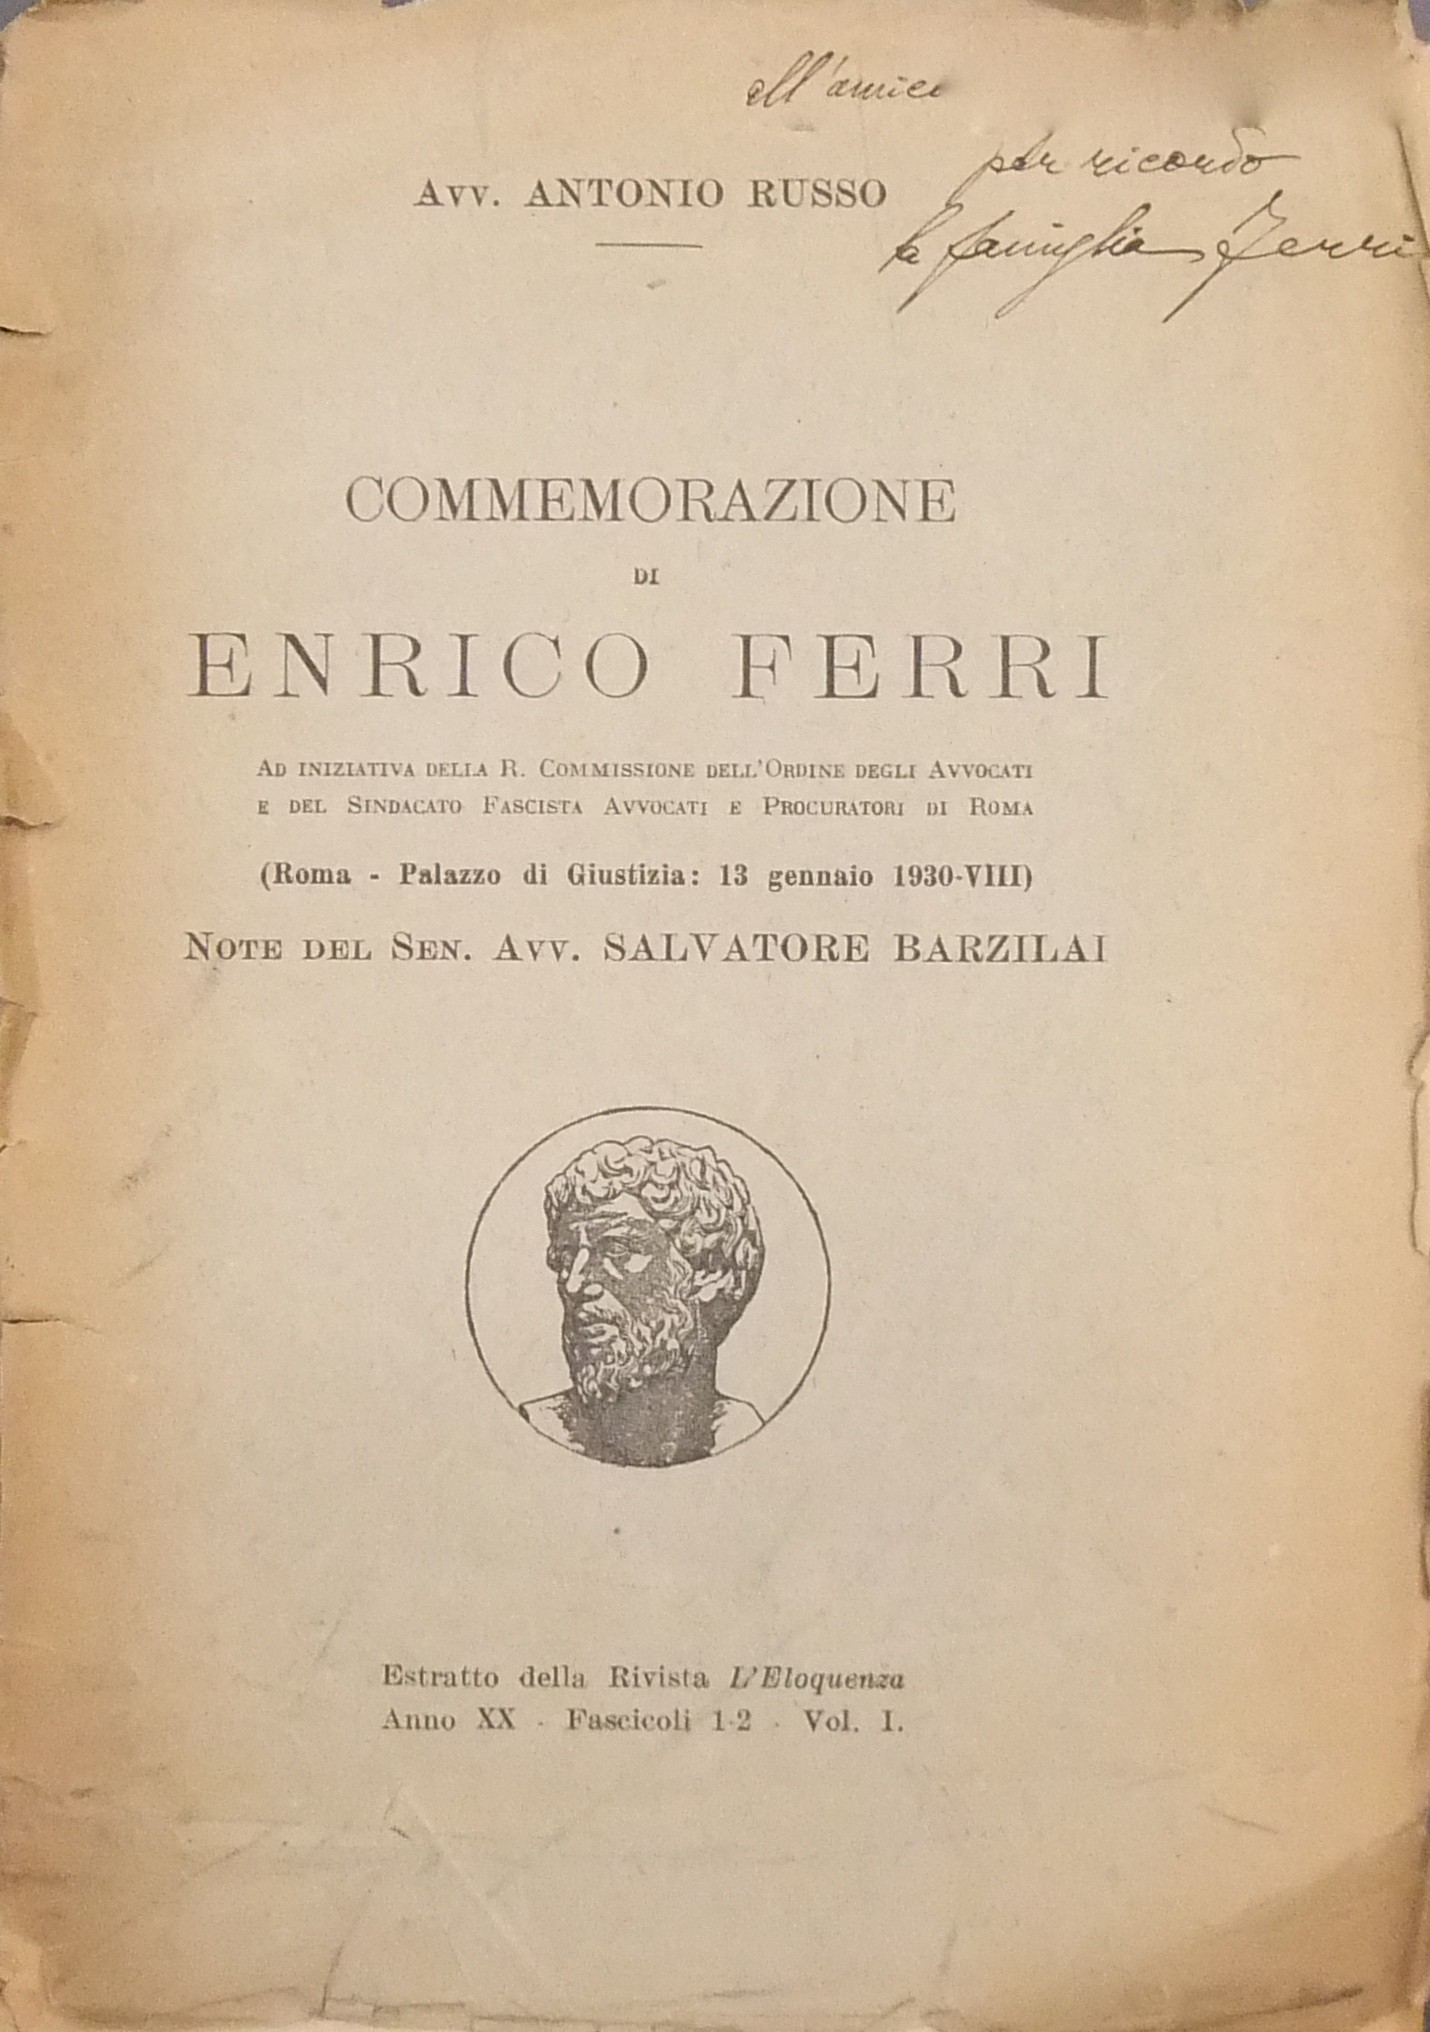 All'amico
per ricordo
la famiglia Ferri
Avv. ANTONIO RUSSO
COMMEMORAZIONE
DI
ENRICO FERRI
AD INIZIATIVA DELLA R. COMMISSIONE DELL'ORDINE DEGLI AVVOCATI
E DEL SINDACATO FASCISTA AVVOCATI E PROCURATORI DI ROMA
(Roma - Palazzo di Giustizia: 13 gennaio 1930-VIII)
NOTE DEL SEN. AVV. SALVATORE BARZILAI
Estratto della Rivista L'Eloquenza
Anno XX - Fascicoli 1-2 - Vol. I.